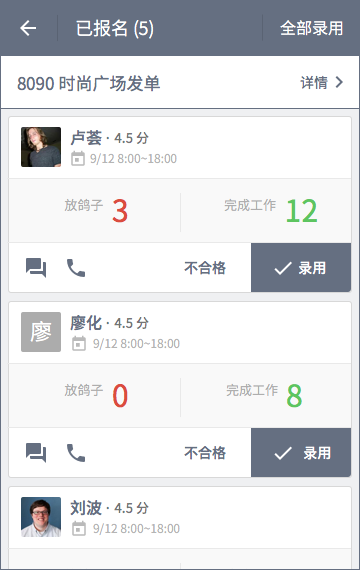 已报名 (5) 全部录用
8090 时尚广场发单 详情
卢荟 · 4.5 分
9/12 8:00~18:00
放鸽子 3 完成工作 12
不合格 录用
廖
廖化 · 4.5 分
9/12 8:00~18:00
放鸽子 0 完成工作 8
不合格 录用
刘波 · 4.5 分
9/12 8:00~18:00